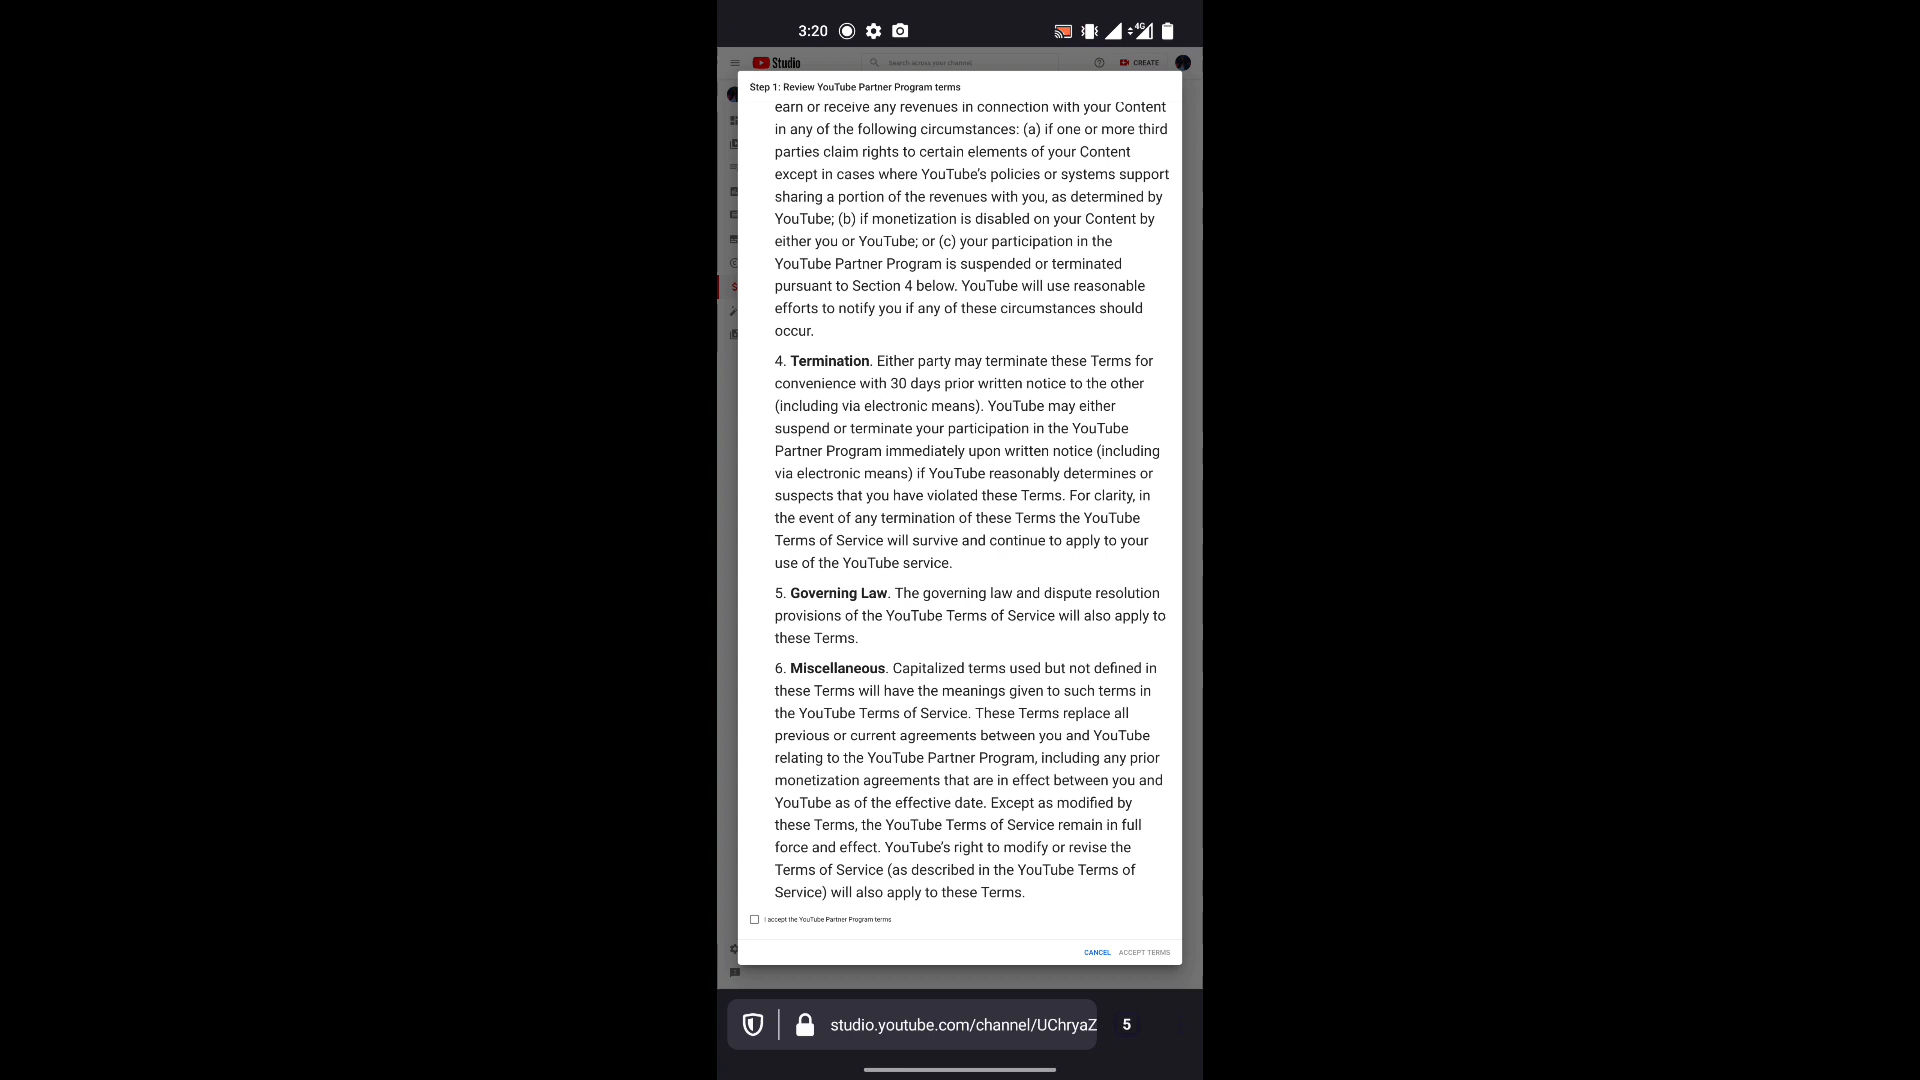 3:20
4G
Studio
Search across your channel
CREATE
Step 1: Review YouTube Partner Program terms
earn or receive any revenues in connection with your Content
in any of the following circumstances: (a) if one or more third
parties claim rights to certain elements of your Content
except in cases where YouTube’s policies or systems support
sharing a portion of the revenues with you, as determined by
YouTube; (b) if monetization is disabled on your Content by
either you or YouTube; or (c) your participation in the
YouTube Partner Program is suspended or terminated
pursuant to Section 4 below. YouTube will use reasonable
efforts to notify you if any of these circumstances should
occur.
4. Termination. Either party may terminate these Terms for
convenience with 30 days prior written notice to the other
(including via electronic means). YouTube may either
suspend or terminate your participation in the YouTube
Partner Program immediately upon written notice (including
via electronic means) if YouTube reasonably determines or
suspects that you have violated these Terms. For clarity, in
the event of any termination of these Terms the YouTube
Terms of Service will survive and continue to apply to your
use of the YouTube service.
5. Governing Law. The governing law and dispute resolution
provisions of the YouTube Terms of Service will also apply to
these Terms.
6. Miscellaneous. Capitalized terms used but not defined in
these Terms will have the meanings given to such terms in
the YouTube Terms of Service. These Terms replace all
previous or current agreements between you and YouTube
relating to the YouTube Partner Program, including any prior
monetization agreements that are in effect between you and
YouTube as of the effective date. Except as modified by
these Terms, the YouTube Terms of Service remain in full
force and effect. YouTube’s right to modify or revise the
Terms of Service (as described in the YouTube Terms of
Service) will also apply to these Terms.
I accept the YouTube Partner Program terms
CANCEL ACCEPT TERMS
studio.youtube.com/channel/UChryaZ 5